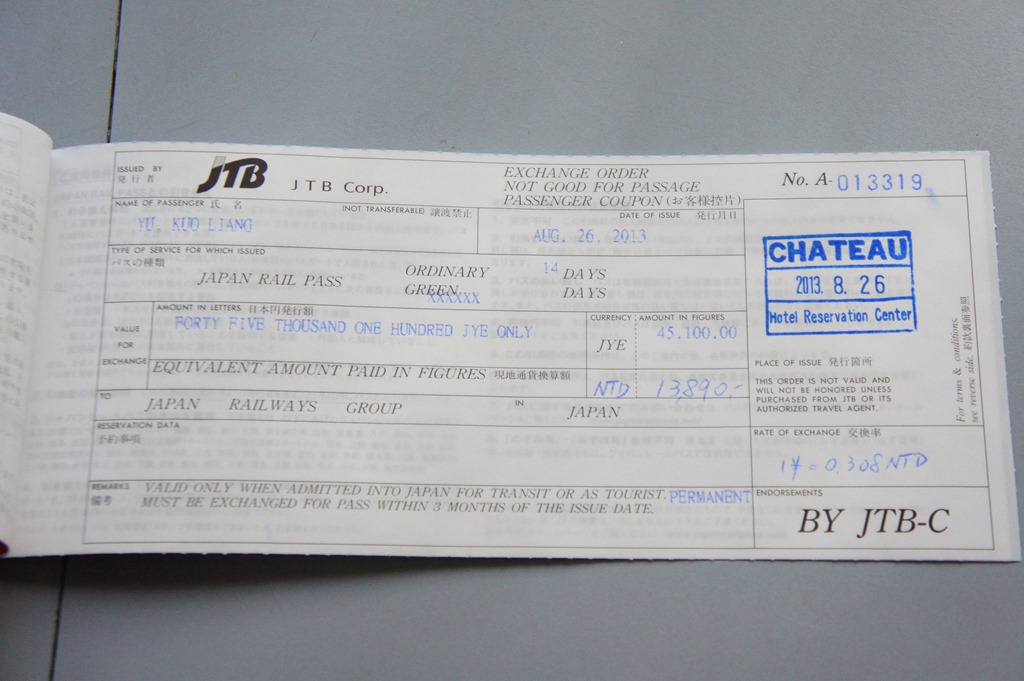 ISSUED BY
発行者
JTB JTB Corp.
EXCHANGE ORDER
NOT GOOD FOR PASSAGE
PASSENGER COUPON (お客様控片)
No. A- 013319
NAME OF PASSENGER 氏 名 (NOT TRANSFERABLE) 譲渡禁止
YU, KUO LIANG
DATE OF ISSUE 発行月日
AUG. 26. 2013
TYPE OF SERVICE FOR WHICH ISSUED
パスの種類
JAPAN RAIL PASS
ORDINARY 14 DAYS
GREEN XXXXXX DAYS
CHATEAU
2013. 8. 26
Hotel Reservation Center
VALUE
FOR
EXCHANGE
AMOUNT IN LETTERS 日本円発行額
FORTY FIVE THOUSAND ONE HUNDRED JYE ONLY
CURRENCY AMOUNT IN FIGURES
JYE 45,100.00
EQUIVALENT AMOUNT PAID IN FIGURES 現地通貨換算額
NTD 13,890.-
PLACE OF ISSUE 発行箇所
THIS ORDER IS NOT VALID AND
WILL NOT BE HONORED UNLESS
PURCHASED FROM JTB OR ITS
AUTHORIZED TRAVEL AGENT.
For terms & conditions,
see reverse side. 約款裏面参照
TO JAPAN RAILWAYS GROUP IN JAPAN
RESERVATION DATA
予約事項
RATE OF EXCHANGE 交換率
1¥ = 0.308 NTD
REMARKS
備考
VALID ONLY WHEN ADMITTED INTO JAPAN FOR TRANSIT OR AS TOURIST. PERMANENT
MUST BE EXCHANGED FOR PASS WITHIN 3 MONTHS OF THE ISSUE DATE.
ENDORSEMENTS
BY JTB-C